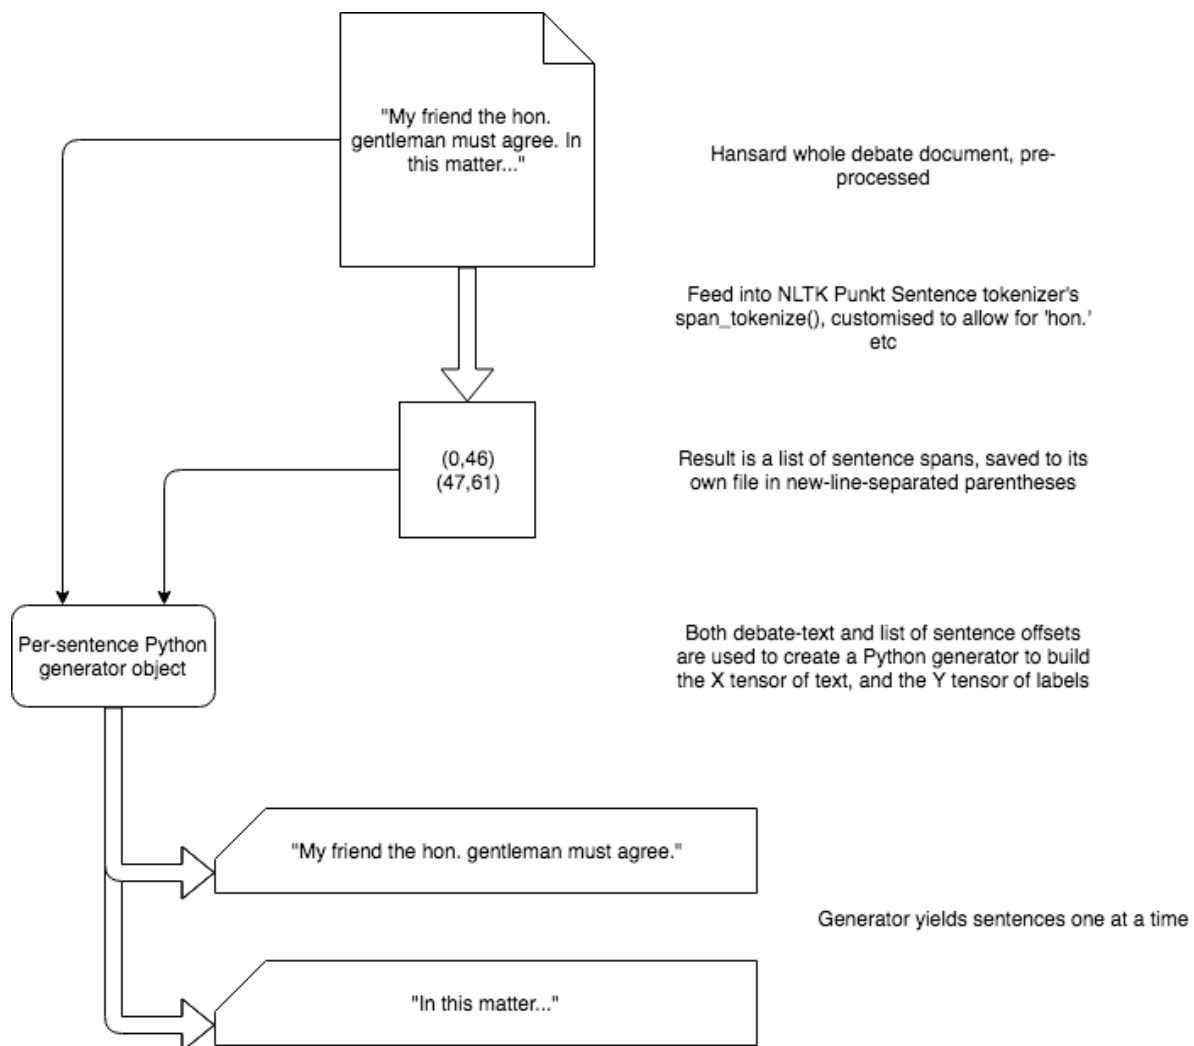 "My friend the hon.
gentleman must agree. In
this matter..."
Hansard whole debate document, pre-
processed
Feed into NLTK Punkt Sentence tokenizer's
span_tokenize(), customised to allow for 'hon.'
etc
(0,46)
(47,61)
Result is a list of sentence spans, saved to its
own file in new-line-separated parentheses
Per-sentence Python
generator object
Both debate-text and list of sentence offsets
are used to create a Python generator to build
the X tensor of text, and the Y tensor of labels
"My friend the hon. gentleman must agree."
Generator yields sentences one at a time
"In this matter..."